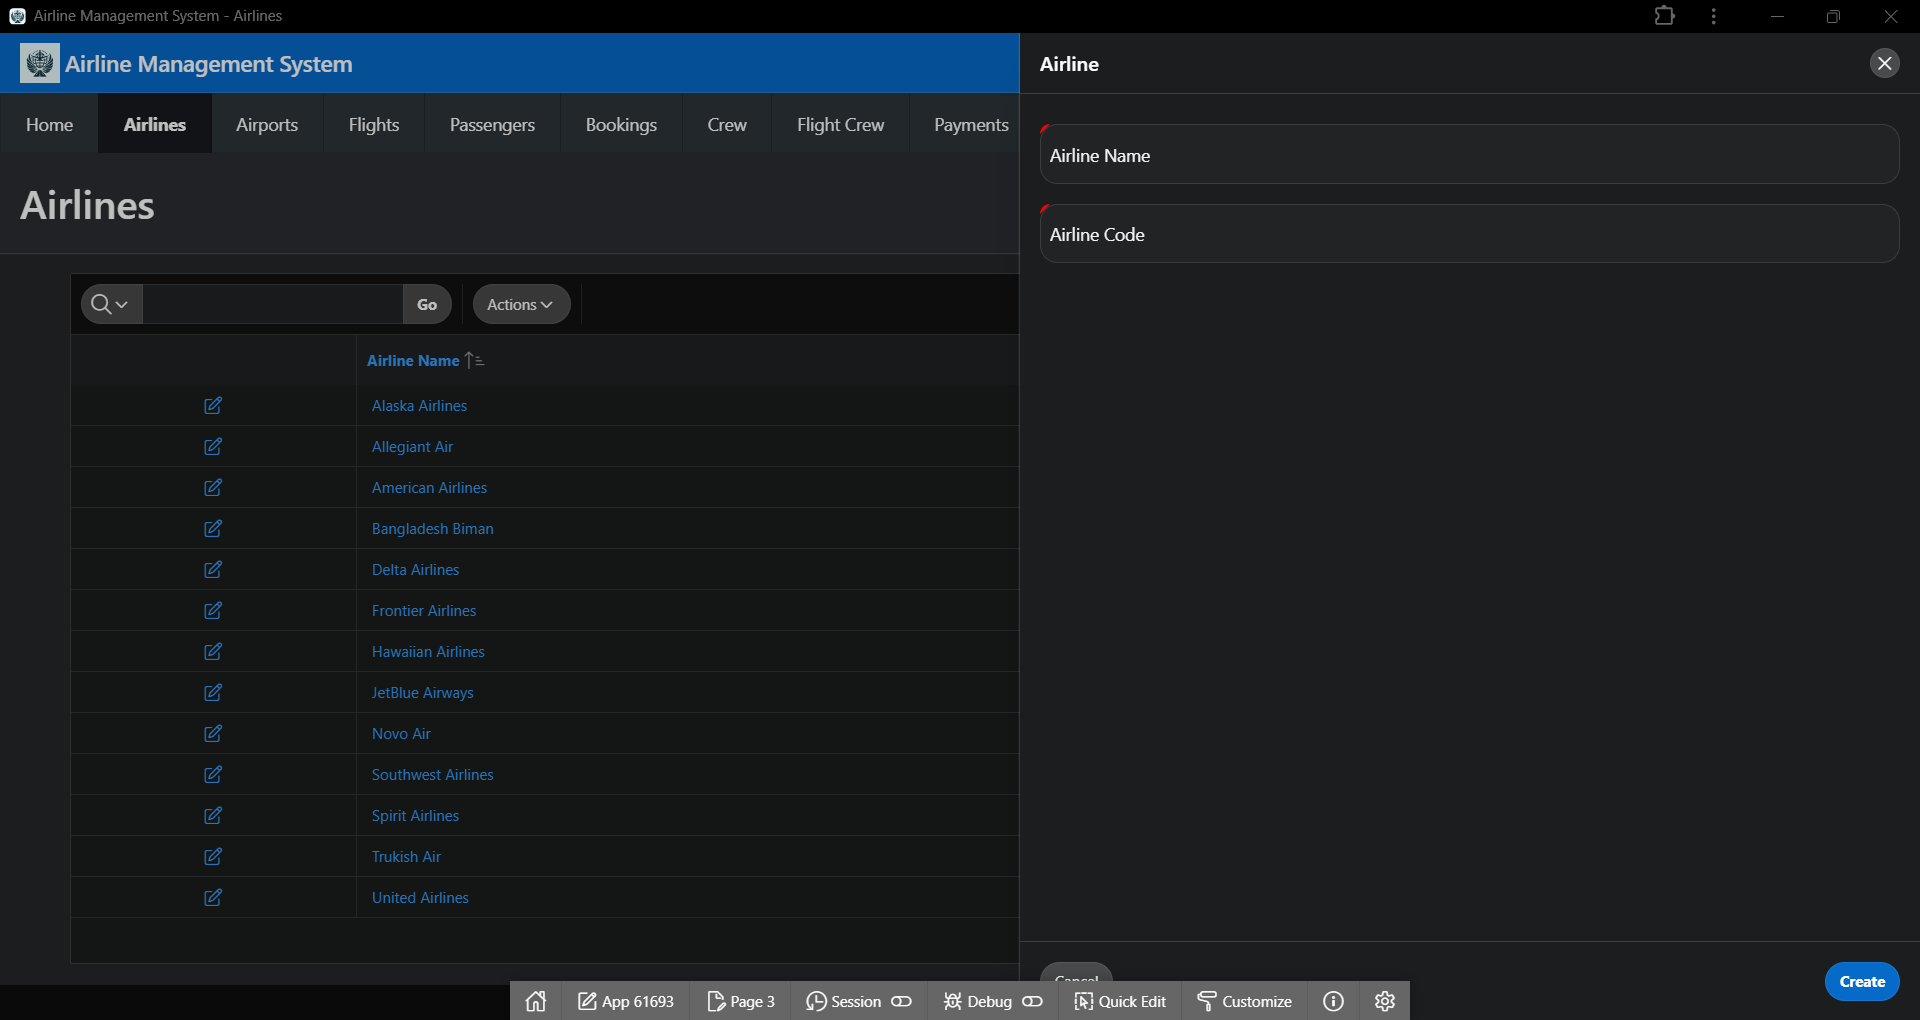 Airline Management System - Airlines
Airline Management System
Home Airlines Airports Flights Passengers Bookings Crew Flight Crew Payments
Airlines
Go Actions
Airline Name
Alaska Airlines
Allegiant Air
American Airlines
Bangladesh Biman
Delta Airlines
Frontier Airlines
Hawaiian Airlines
JetBlue Airways
Novo Air
Southwest Airlines
Spirit Airlines
Trukish Air
United Airlines
Airline
Airline Name
Airline Code
Cancel Create
App 61693 Page 3 Session Debug Quick Edit Customize